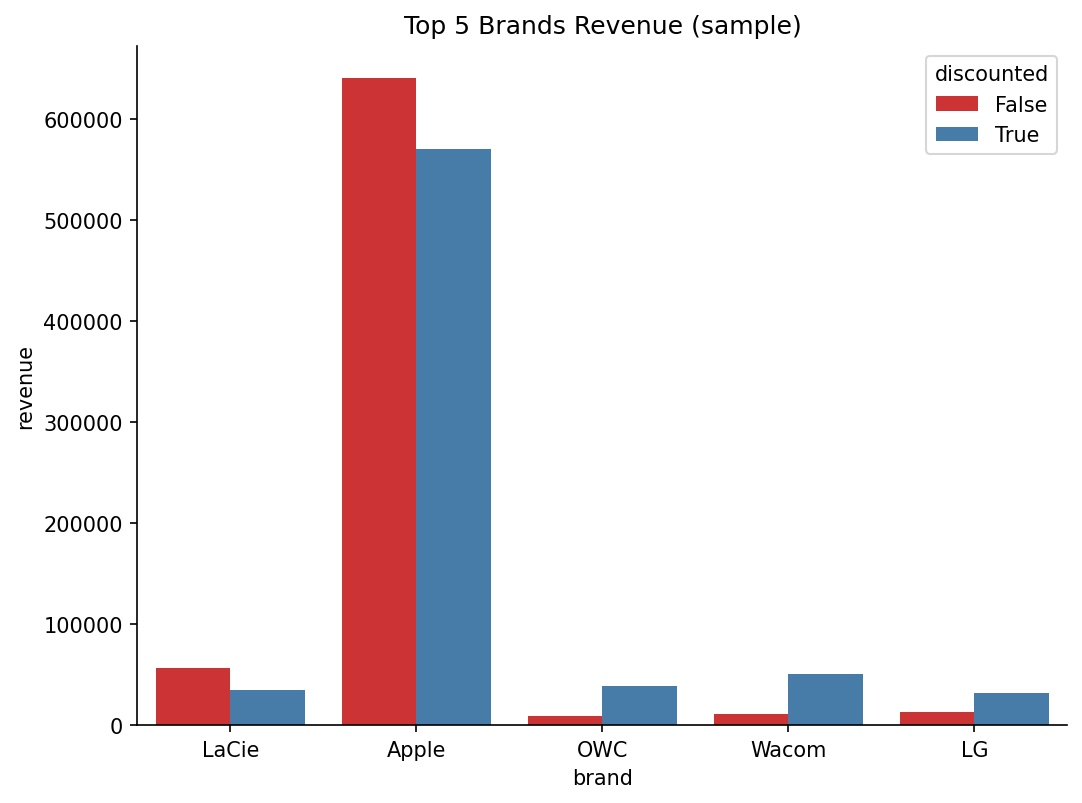 Top 5 Brands Revenue (sample)
discounted
False
True
600000
500000
400000
300000
200000
100000
0
revenue
LaCie
Apple
OWC
Wacom
LG
brand